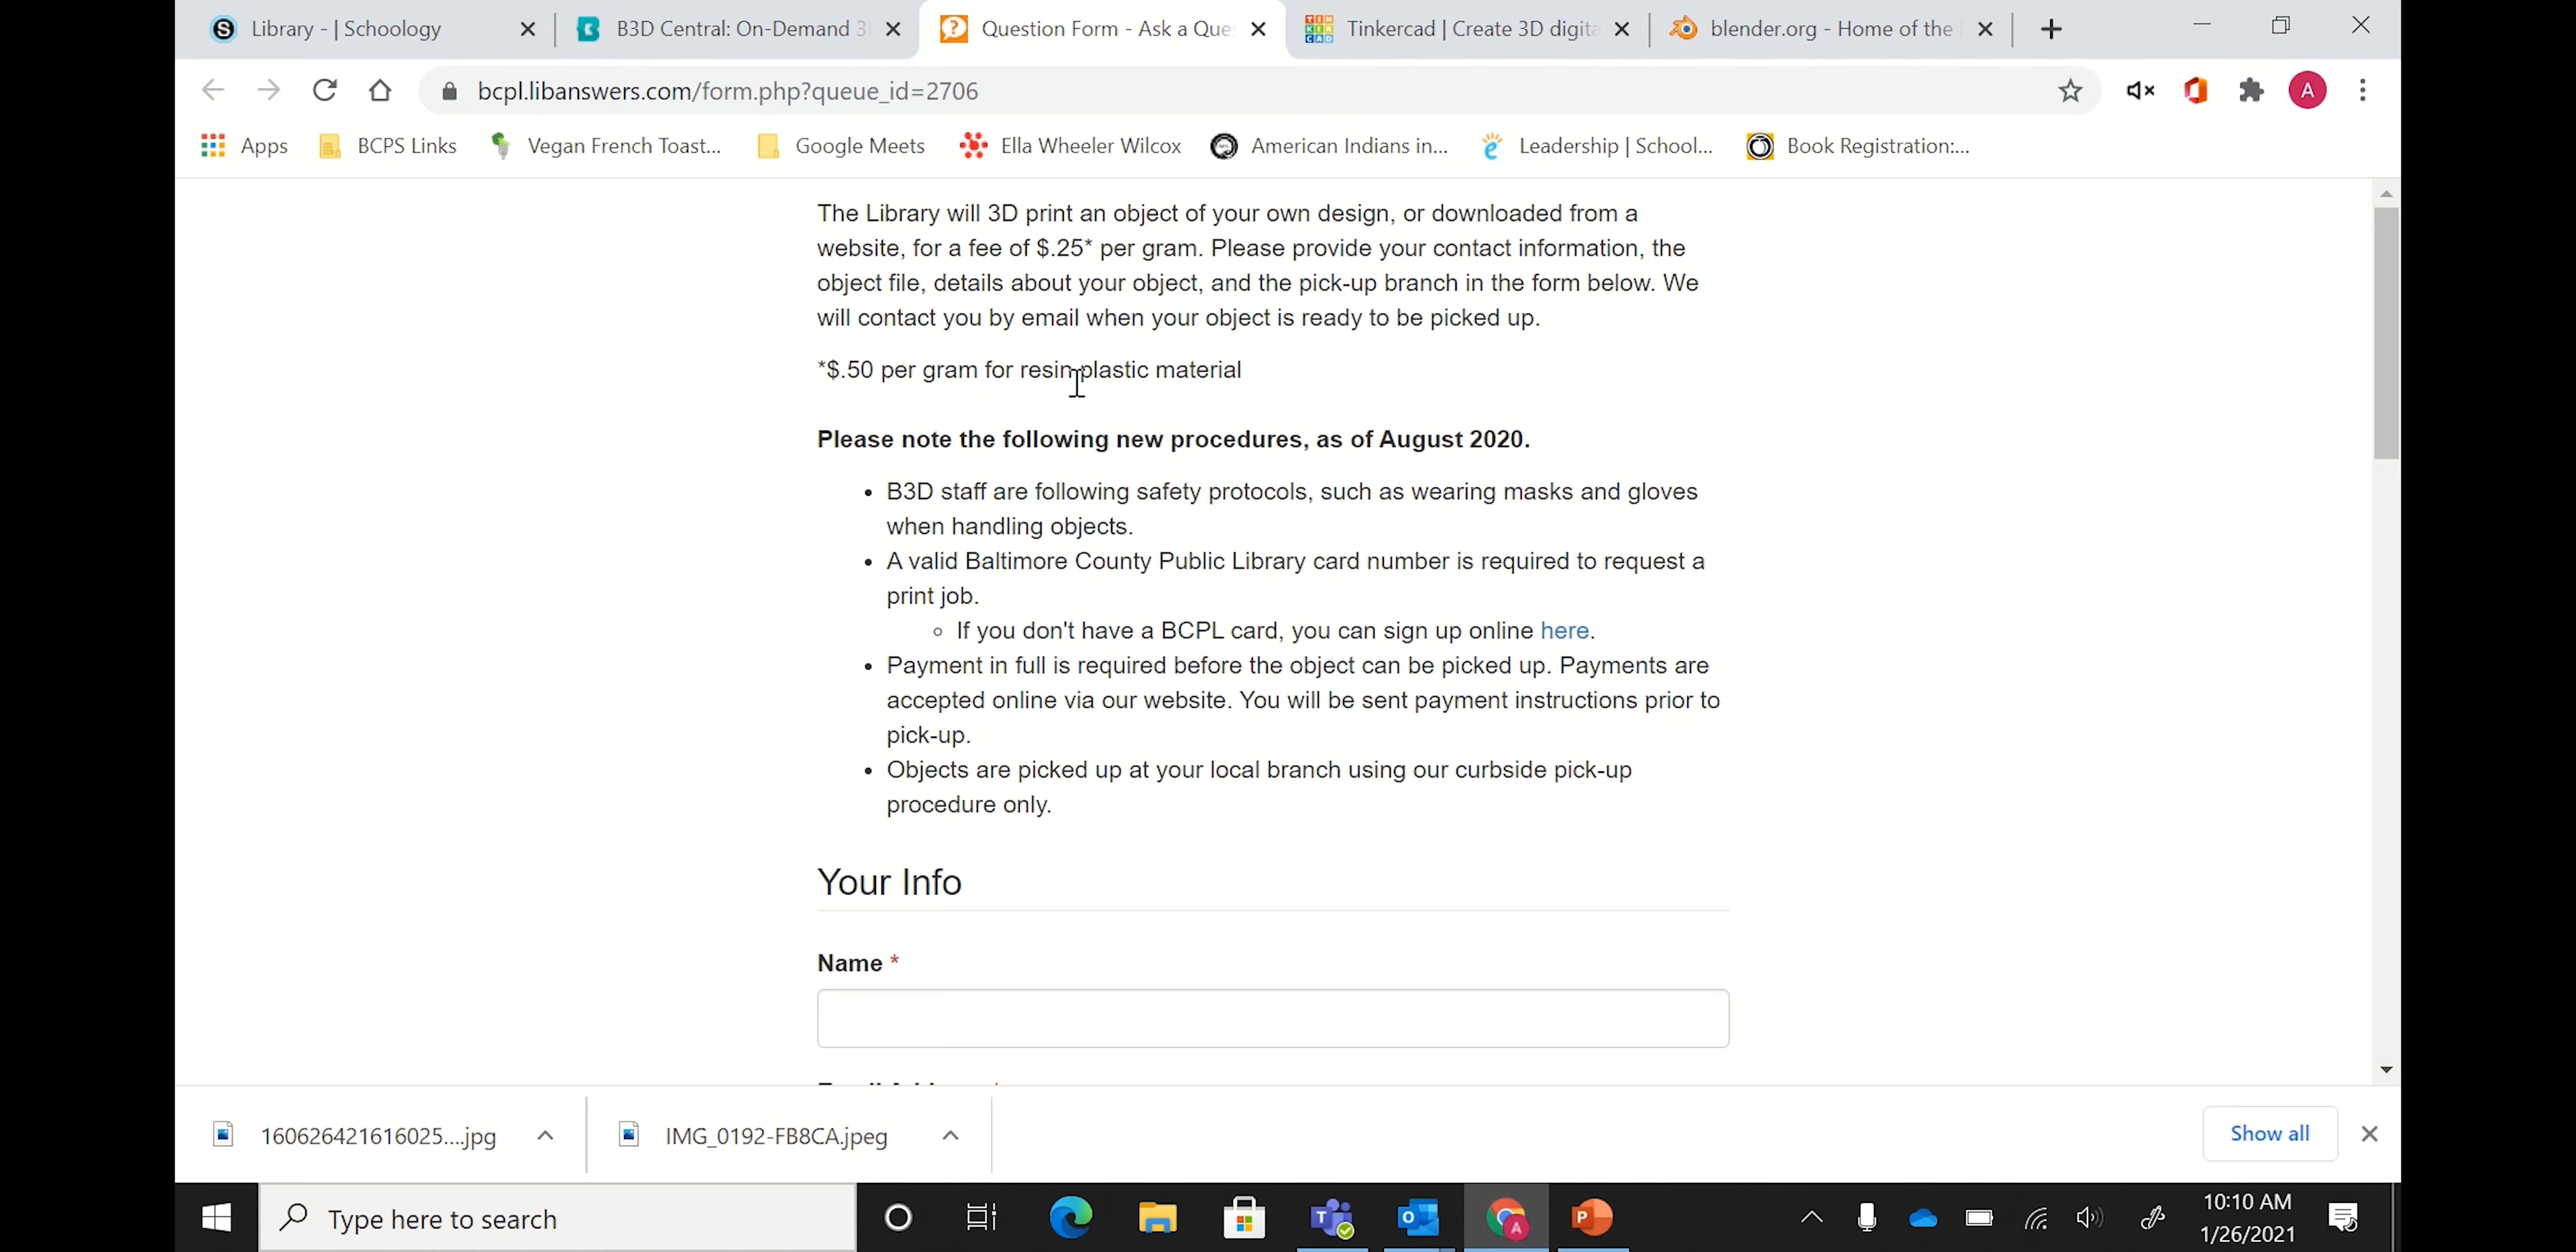 Library - | Schoology
B3D Central: On-Demand 3
Question Form - Ask a Que
Tinkercad | Create 3D digita
blender.org - Home of the
bcpl.libanswers.com/form.php?queue_id=2706
A
Apps
BCPS Links
Vegan French Toast...
Google Meets
Ella Wheeler Wilcox
American Indians in...
Leadership | School...
Book Registration:...
The Library will 3D print an object of your own design, or downloaded from a
website, for a fee of $.25* per gram. Please provide your contact information, the
object file, details about your object, and the pick-up branch in the form below. We
will contact you by email when your object is ready to be picked up.
*$.50 per gram for resin plastic material
Please note the following new procedures, as of August 2020.
• B3D staff are following safety protocols, such as wearing masks and gloves
when handling objects.
• A valid Baltimore County Public Library card number is required to request a
print job.
◦ If you don't have a BCPL card, you can sign up online here.
• Payment in full is required before the object can be picked up. Payments are
accepted online via our website. You will be sent payment instructions prior to
pick-up.
• Objects are picked up at your local branch using our curbside pick-up
procedure only.
Your Info
Name *
160626421616025....jpg
IMG_0192-FB8CA.jpeg
Show all
Type here to search
10:10 AM
1/26/2021